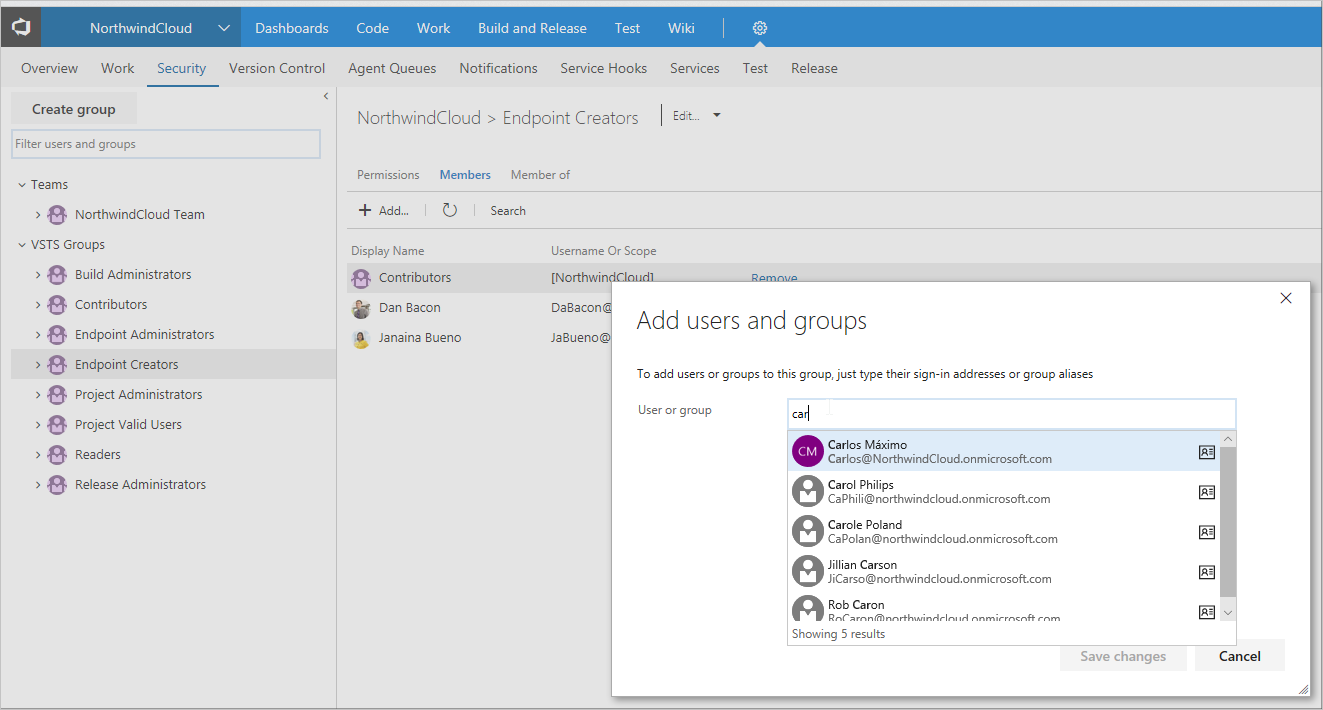 NorthwindCloud
Dashboards Code Work Build and Release Test Wiki
Overview Work Security Version Control Agent Queues Notifications Service Hooks Services Test Release
Create group
Filter users and groups
Teams
NorthwindCloud Team
VSTS Groups
Build Administrators
Contributors
Endpoint Administrators
Endpoint Creators
Project Administrators
Project Valid Users
Readers
Release Administrators
NorthwindCloud > Endpoint Creators Edit...
Permissions Members Member of
+ Add... Search
Display Name Username Or Scope
Contributors [NorthwindCloud] Remove
Dan Bacon DaBacon@
Janaina Bueno JaBueno@
Add users and groups
To add users or groups to this group, just type their sign-in addresses or group aliases
User or group car
CM
Carlos Máximo
Carlos@NorthwindCloud.onmicrosoft.com
Carol Philips
CaPhili@northwindcloud.onmicrosoft.com
Carole Poland
CaPolan@northwindcloud.onmicrosoft.com
Jillian Carson
JiCarso@northwindcloud.onmicrosoft.com
Rob Caron
RoCaron@northwindcloud.onmicrosoft.com
Showing 5 results
Save changes Cancel